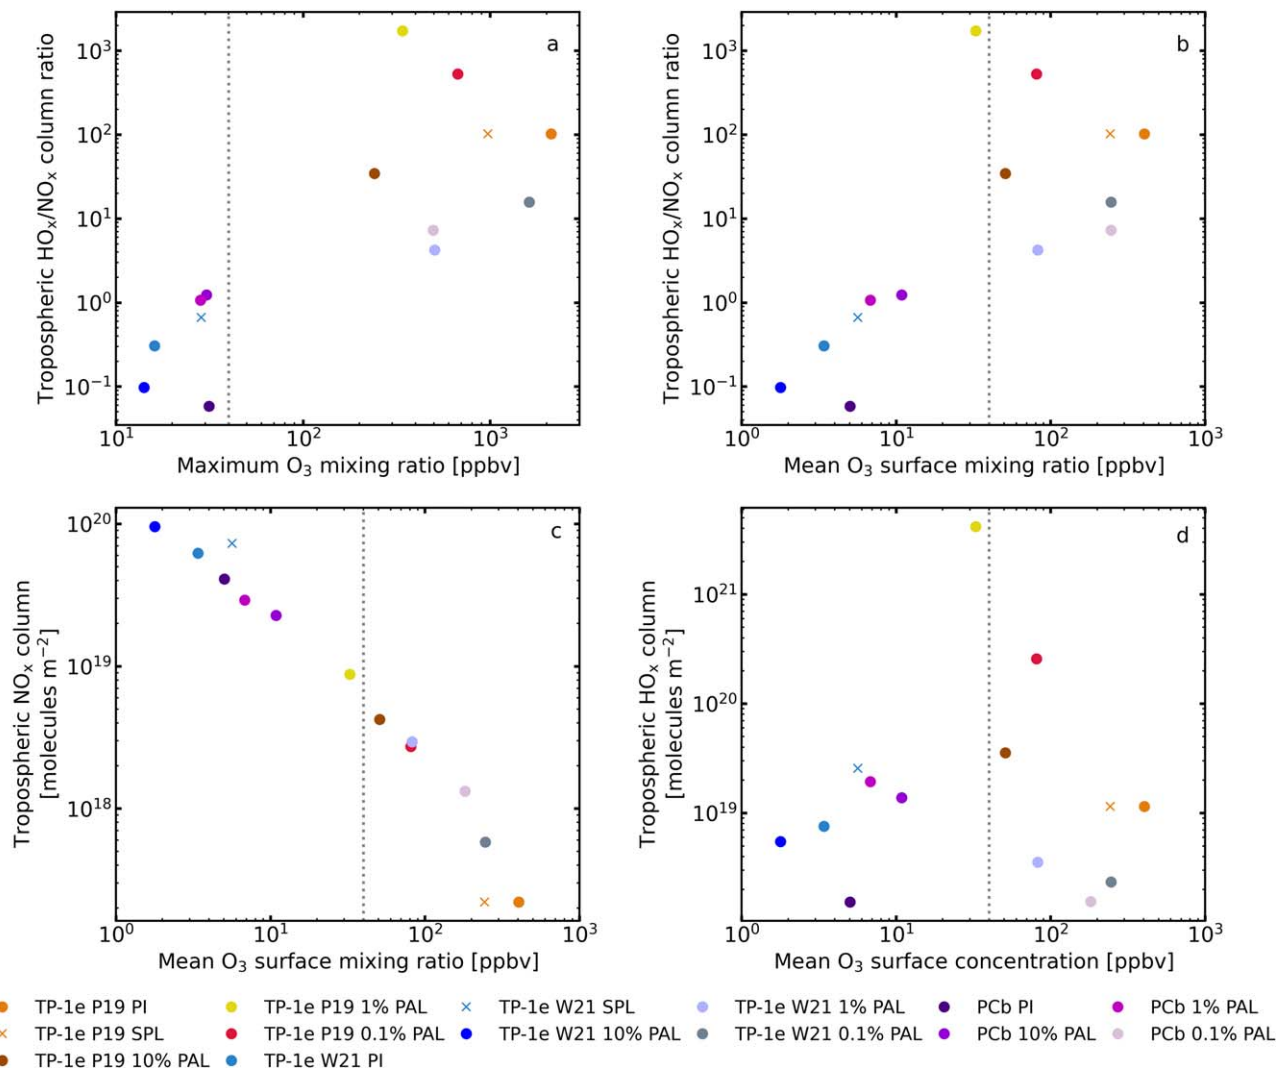 a
Tropospheric HOₓ/NOₓ column ratio
10³
10²
10¹
10⁰
10⁻¹
10¹ 10² 10³
Maximum O₃ mixing ratio [ppbv]
b
Tropospheric HOₓ/NOₓ column ratio
10³
10²
10¹
10⁰
10⁻¹
10⁰ 10¹ 10² 10³
Mean O₃ surface mixing ratio [ppbv]
c
Tropospheric NOₓ column
[molecules m⁻²]
10²⁰
10¹⁹
10¹⁸
10⁰ 10¹ 10² 10³
Mean O₃ surface mixing ratio [ppbv]
d
Tropospheric HOₓ column
[molecules m⁻²]
10²¹
10²⁰
10¹⁹
10⁰ 10¹ 10² 10³
Mean O₃ surface concentration [ppbv]
TP-1e P19 PI TP-1e P19 1% PAL TP-1e W21 SPL TP-1e W21 1% PAL PCb PI PCb 1% PAL
TP-1e P19 SPL TP-1e P19 0.1% PAL TP-1e W21 10% PAL TP-1e W21 0.1% PAL PCb 10% PAL PCb 0.1% PAL
TP-1e P19 10% PAL TP-1e W21 PI